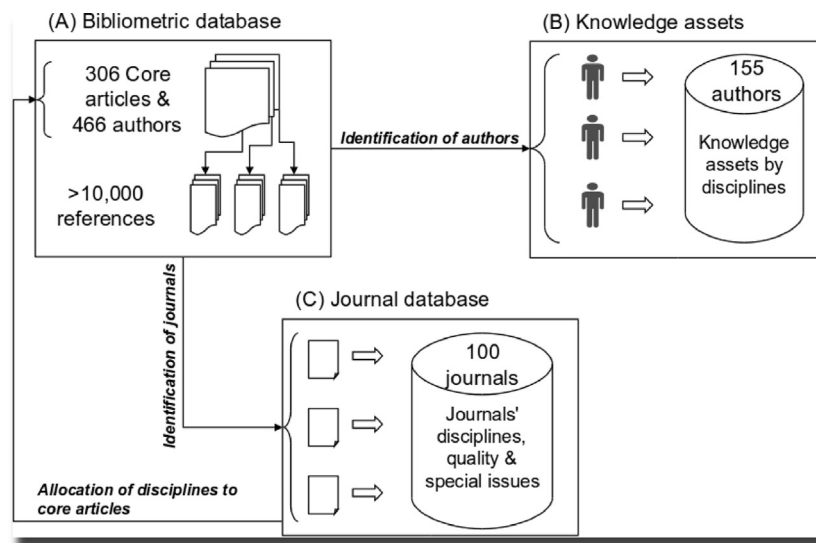 (A) Bibliometric database
306 Core
articles &
466 authors
>10,000
references
Identification of authors
(B) Knowledge assets
155
authors
Knowledge
assets by
disciplines
Identification of journals
(C) Journal database
100
journals
Journals'
disciplines,
quality &
special issues
Allocation of disciplines to
core articles